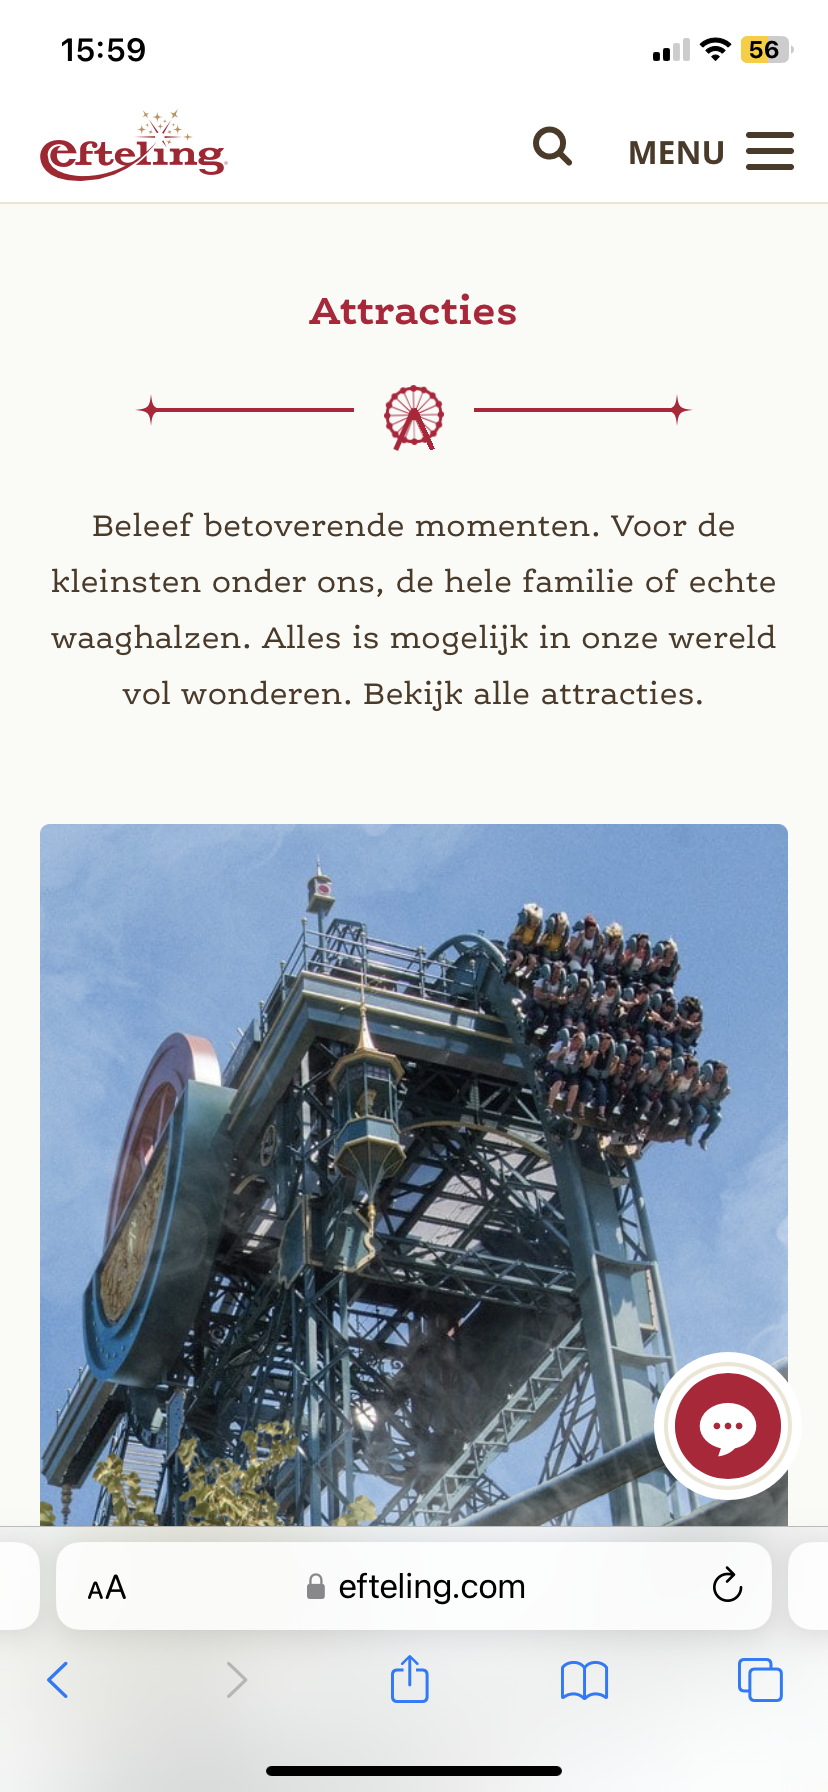 15:59
56
efteling
MENU
Attracties
Beleef betoverende momenten. Voor de
kleinsten onder ons, de hele familie of echte
waaghalzen. Alles is mogelijk in onze wereld
vol wonderen. Bekijk alle attracties.
AA
efteling.com